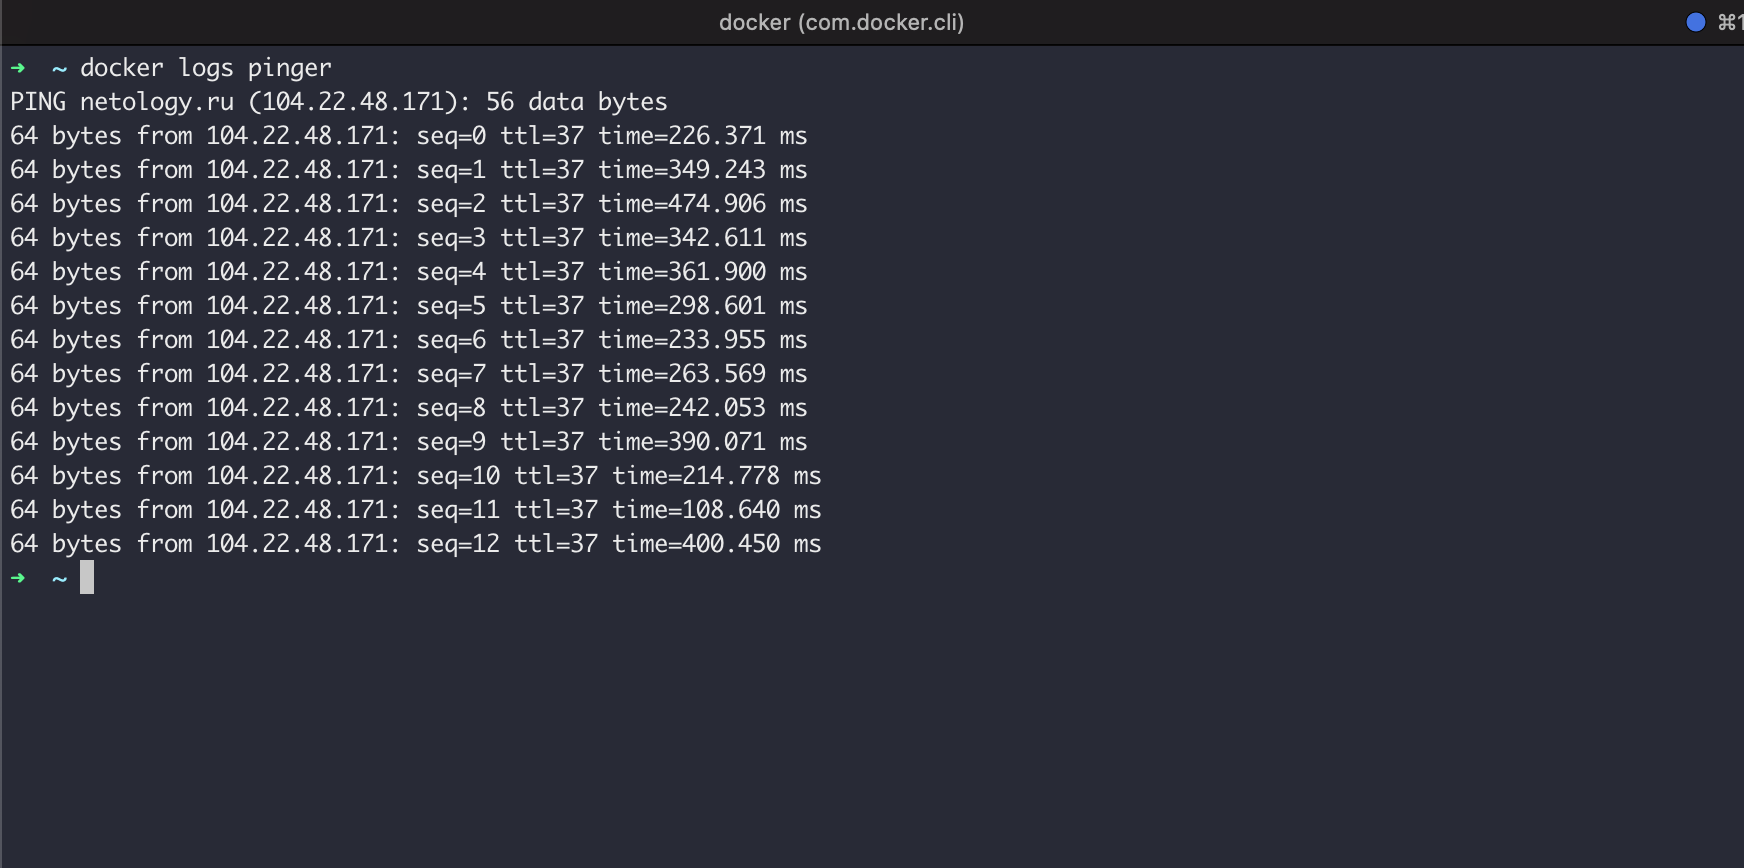 docker (com.docker.cli) ⌘1
➜ ~ docker logs pinger
PING netology.ru (104.22.48.171): 56 data bytes
64 bytes from 104.22.48.171: seq=0 ttl=37 time=226.371 ms
64 bytes from 104.22.48.171: seq=1 ttl=37 time=349.243 ms
64 bytes from 104.22.48.171: seq=2 ttl=37 time=474.906 ms
64 bytes from 104.22.48.171: seq=3 ttl=37 time=342.611 ms
64 bytes from 104.22.48.171: seq=4 ttl=37 time=361.900 ms
64 bytes from 104.22.48.171: seq=5 ttl=37 time=298.601 ms
64 bytes from 104.22.48.171: seq=6 ttl=37 time=233.955 ms
64 bytes from 104.22.48.171: seq=7 ttl=37 time=263.569 ms
64 bytes from 104.22.48.171: seq=8 ttl=37 time=242.053 ms
64 bytes from 104.22.48.171: seq=9 ttl=37 time=390.071 ms
64 bytes from 104.22.48.171: seq=10 ttl=37 time=214.778 ms
64 bytes from 104.22.48.171: seq=11 ttl=37 time=108.640 ms
64 bytes from 104.22.48.171: seq=12 ttl=37 time=400.450 ms
➜ ~